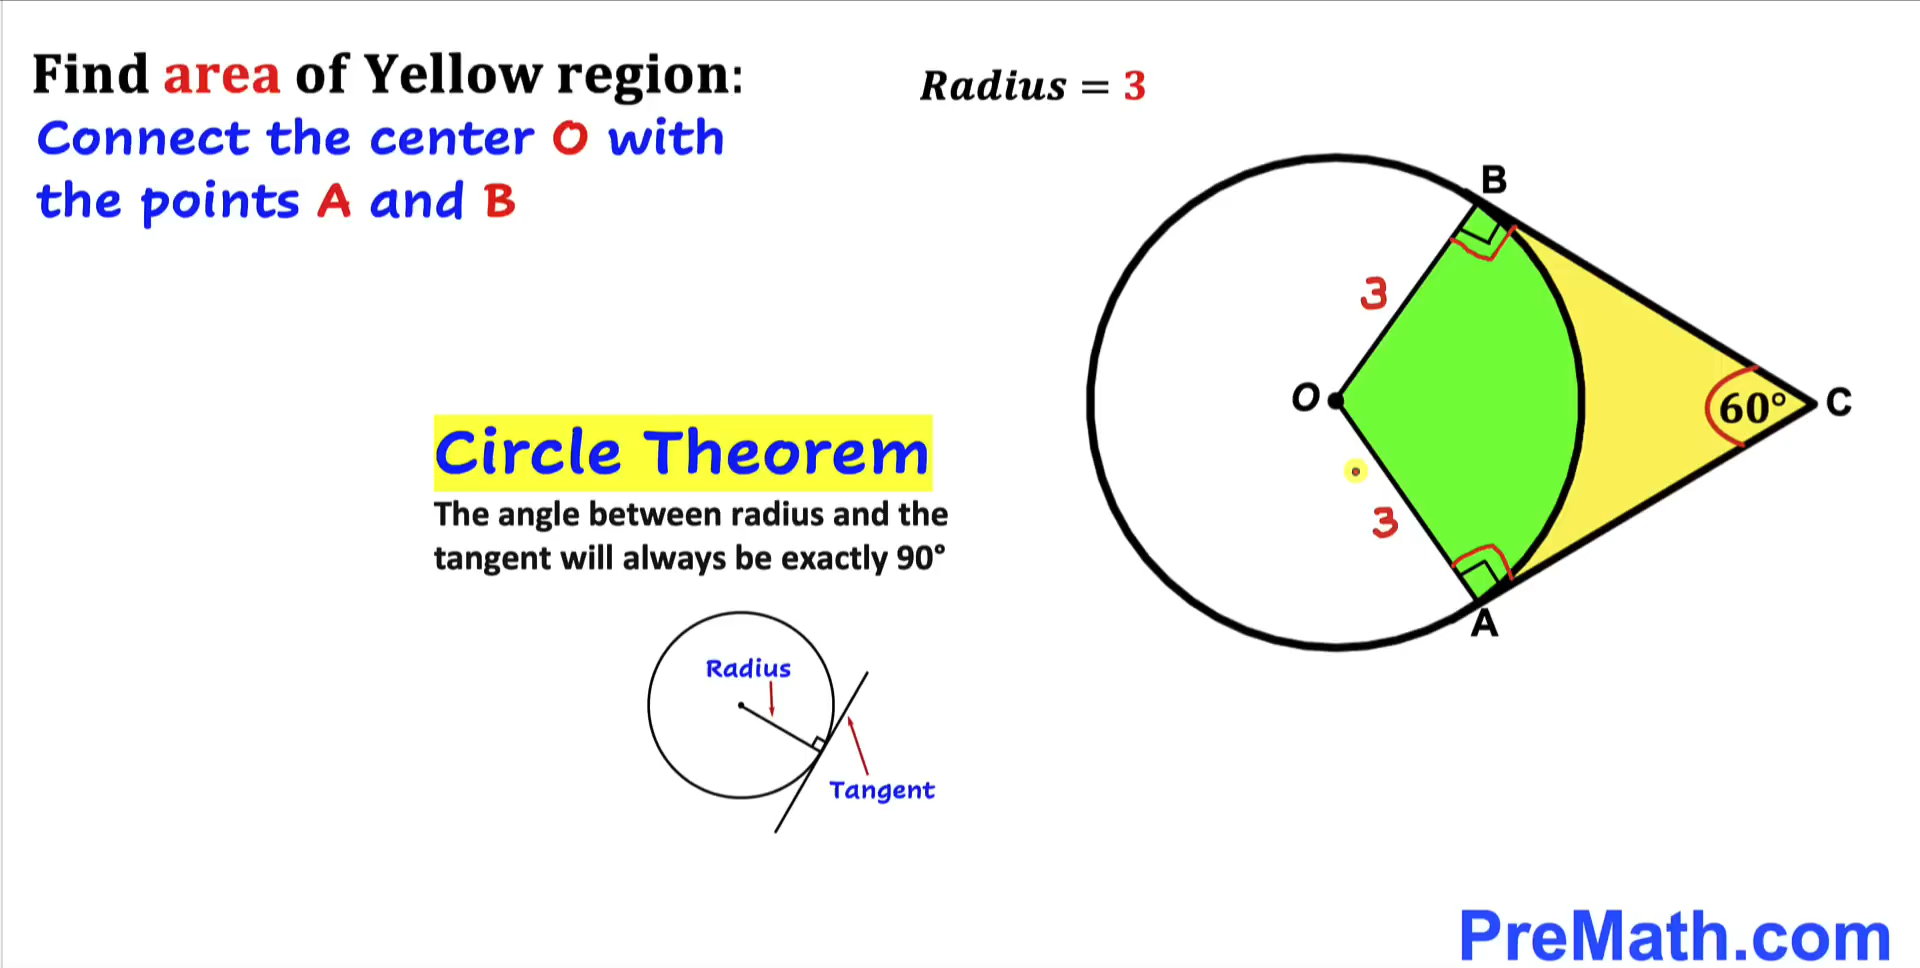 Find area of Yellow region:
Connect the center O with
the points A and B
Radius = 3
B
3
O
60°
C
3
A
Circle Theorem
The angle between radius and the
tangent will always be exactly 90°
Radius
Tangent
PreMath.com